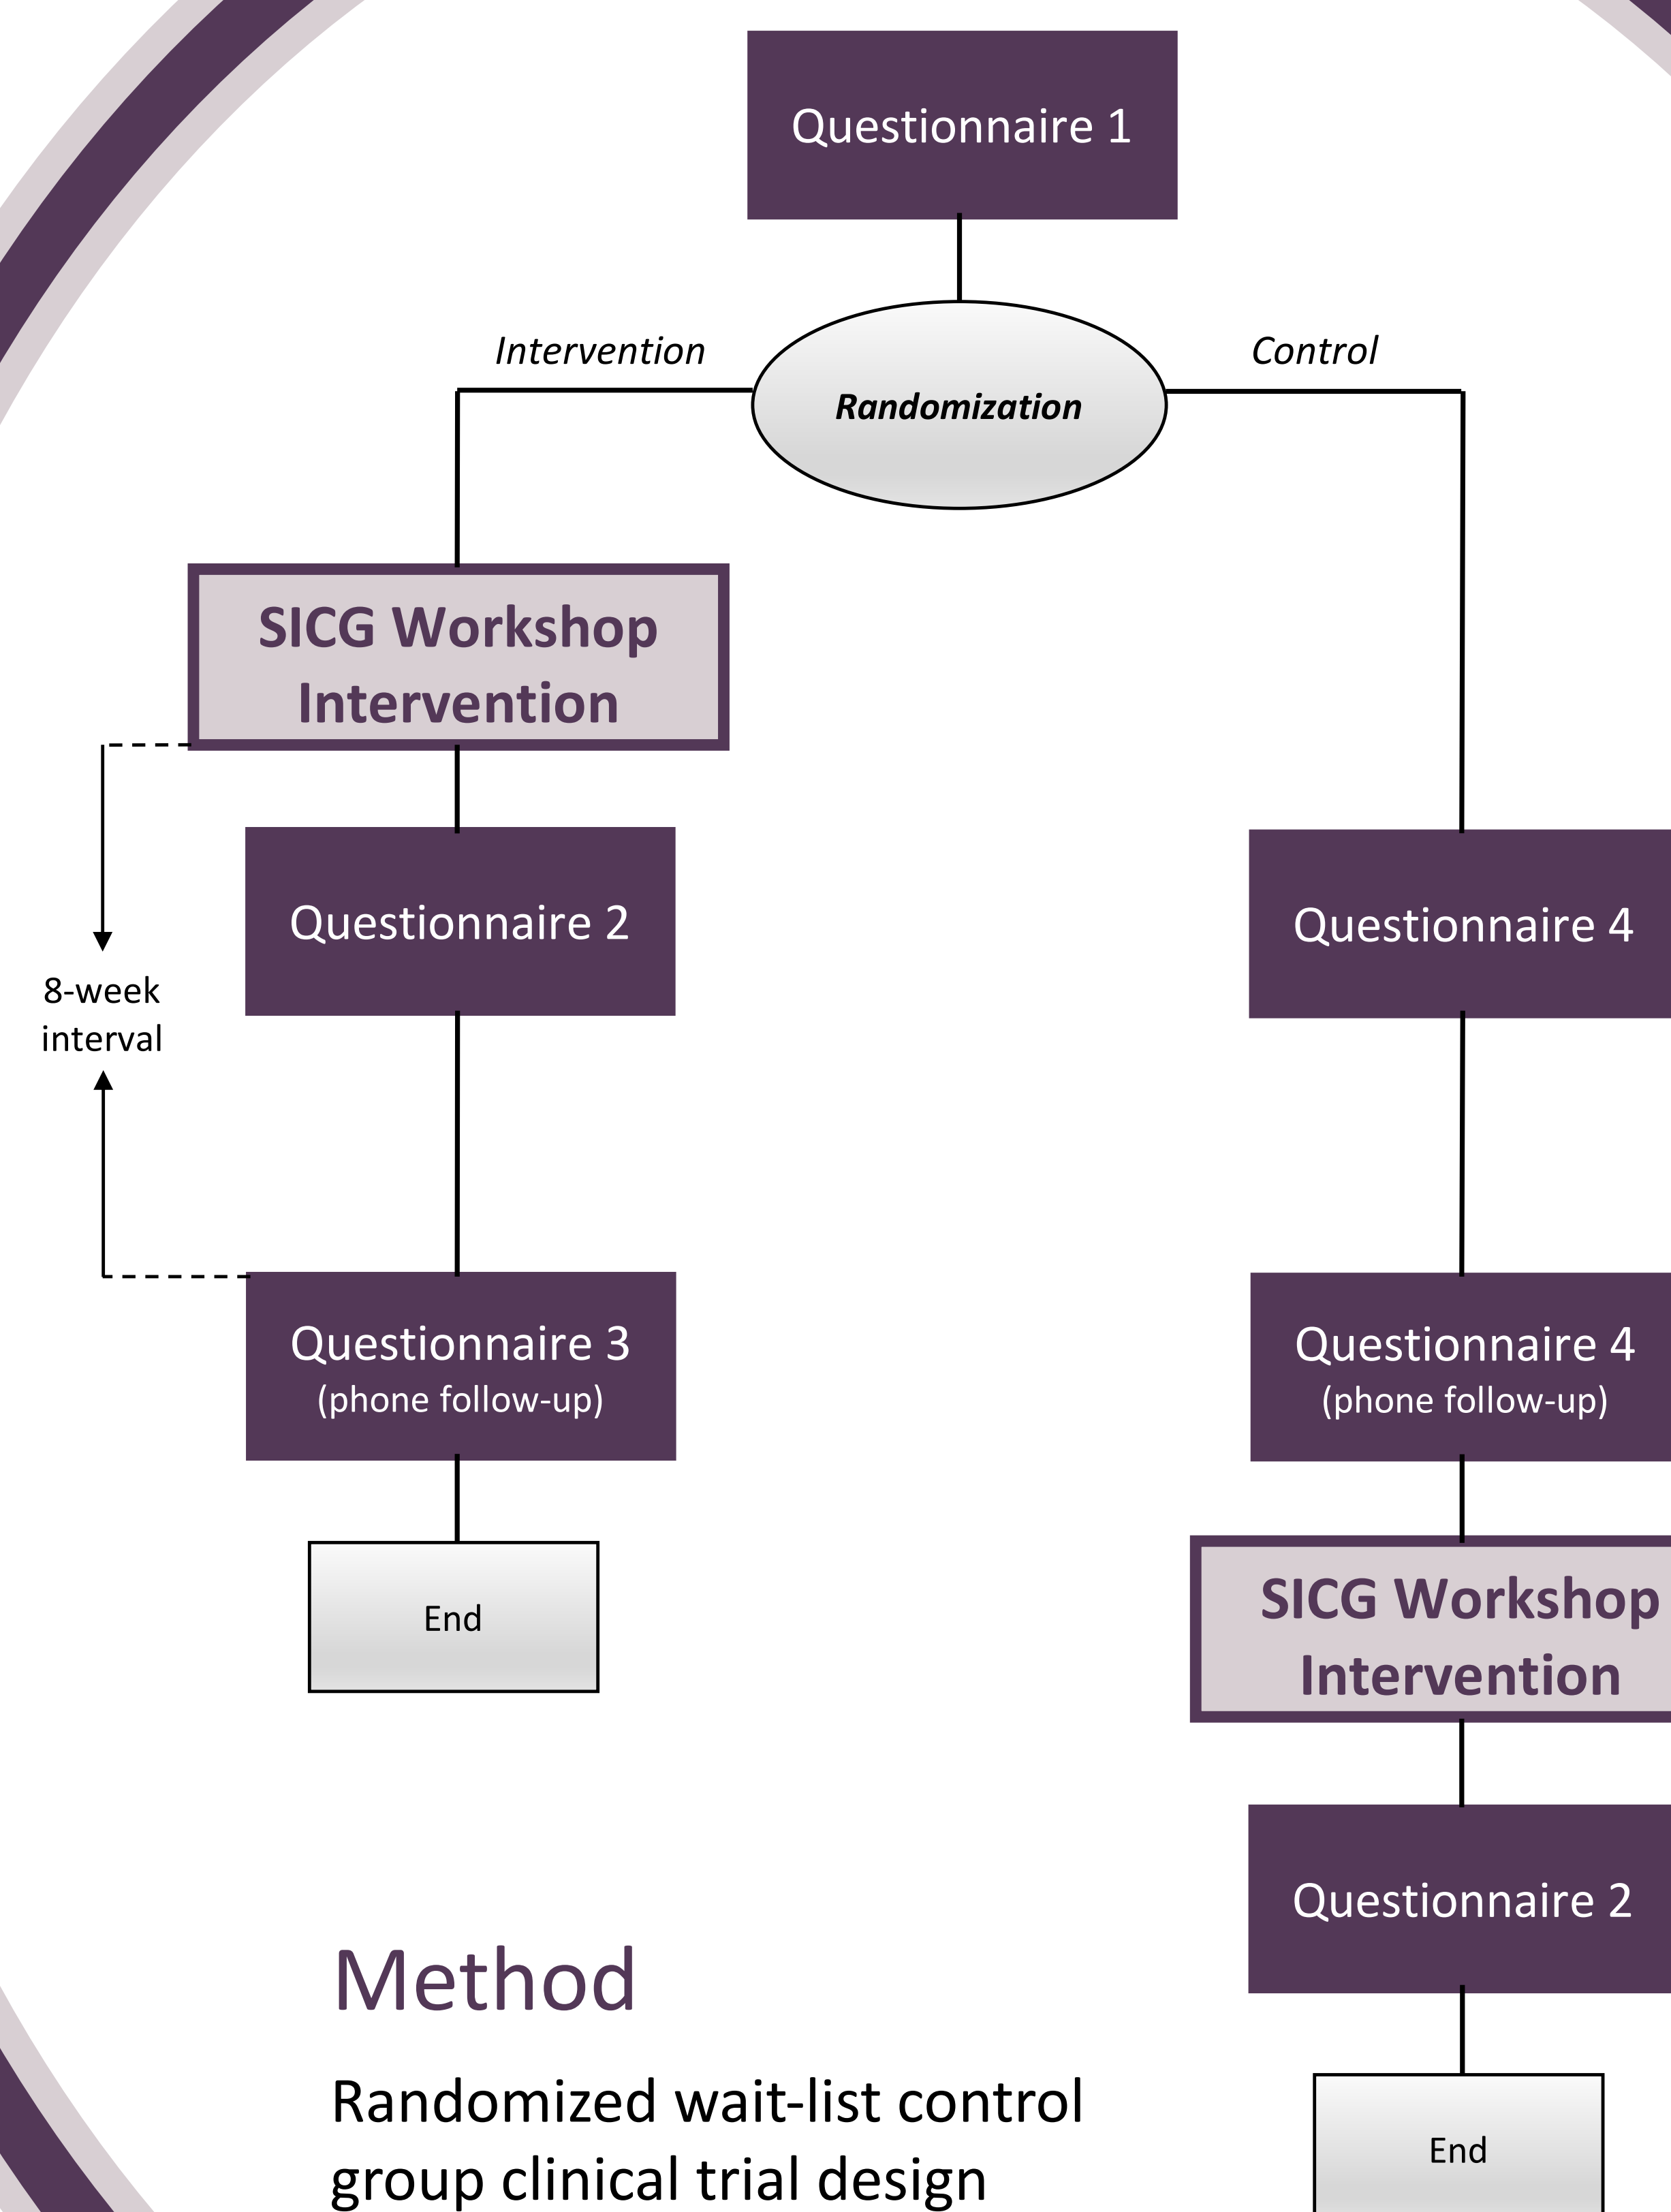 Questionnaire 1
Intervention
Control
Randomization
SICG Workshop
Intervention
Questionnaire 2
Questionnaire 4
8-week
interval
Questionnaire 3
(phone follow-up)
Questionnaire 4
(phone follow-up)
End
SICG Workshop
Intervention
Questionnaire 2
Method
Randomized wait-list control
group clinical trial design
End